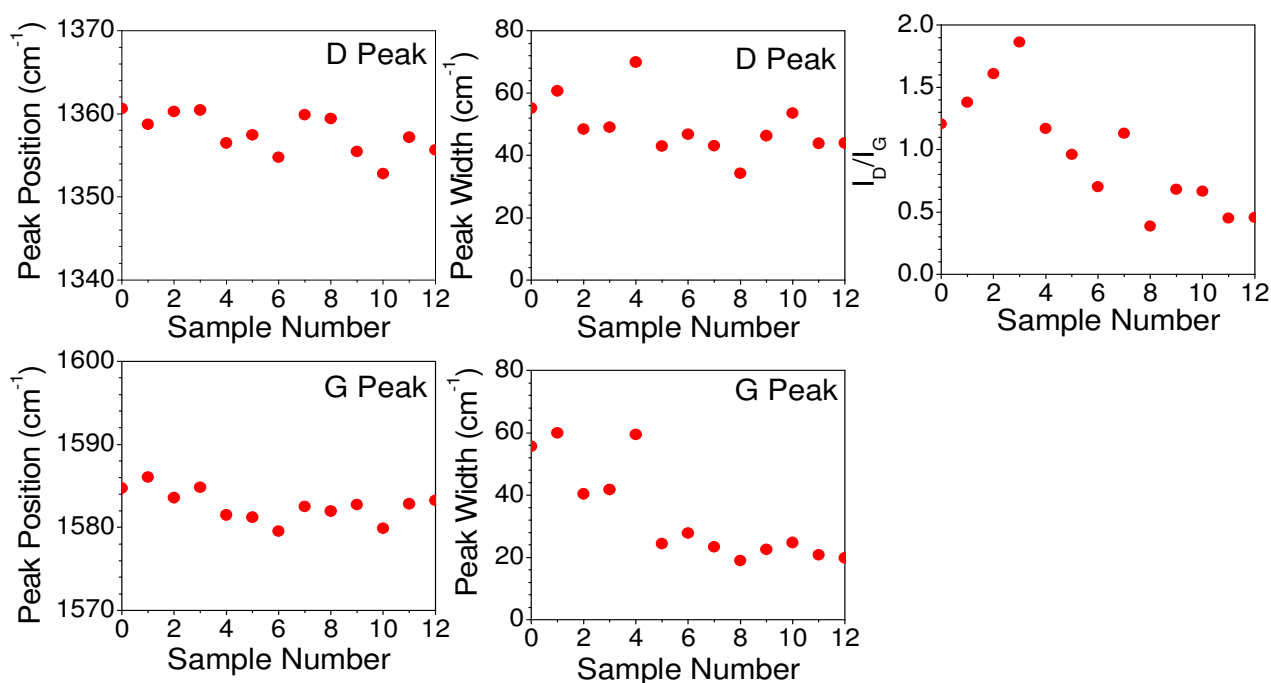 D Peak
Peak Position (cm⁻¹)
1370
1360
1350
1340
0 2 4 6 8 10 12
Sample Number
D Peak
Peak Width (cm⁻¹)
80
60
40
20
0
0 2 4 6 8 10 12
Sample Number
I_D/I_G
2.0
1.5
1.0
0.5
0.0
0 2 4 6 8 10 12
Sample Number
G Peak
Peak Position (cm⁻¹)
1600
1590
1580
1570
0 2 4 6 8 10 12
Sample Number
G Peak
Peak Width (cm⁻¹)
80
60
40
20
0
0 2 4 6 8 10 12
Sample Number